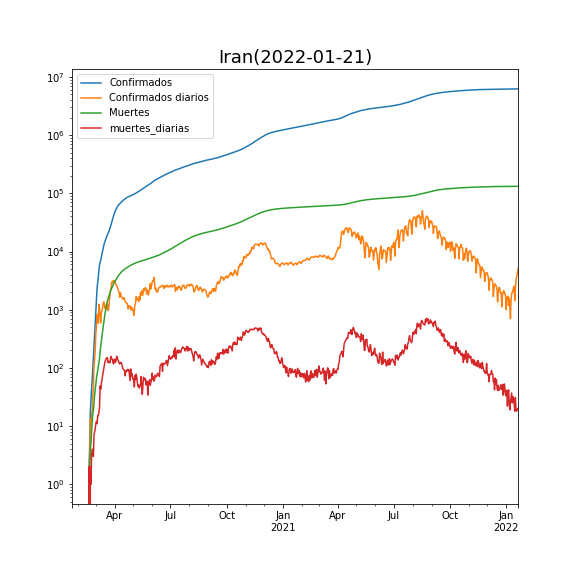 Iran(2022-01-21)
Confirmados
Confirmados diarios
Muertes
muertes_diarias
10⁷
10⁶
10⁵
10⁴
10³
10²
10¹
10⁰
Apr Jul Oct Jan Apr Jul Oct Jan
2021 2022